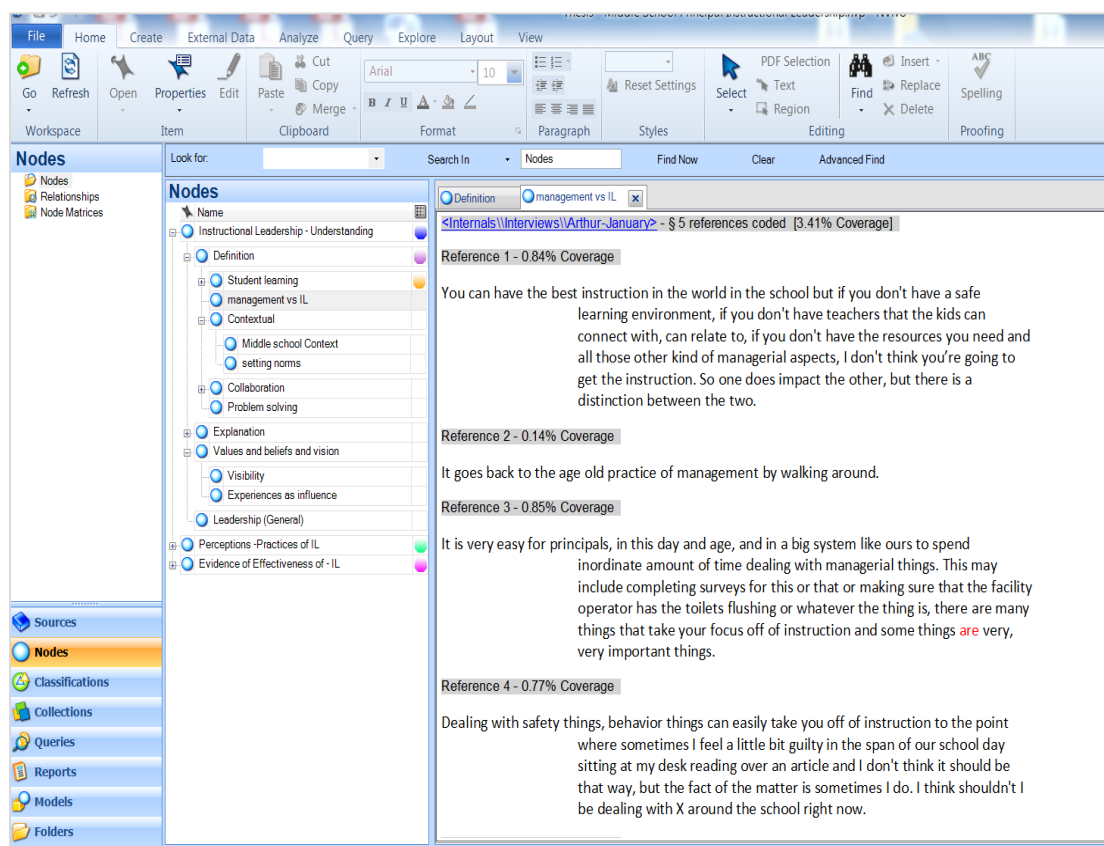 Thesis - Middle School Principal Instructional Leadership.nvp - NVivo
File Home Create External Data Analyze Query Explore Layout View
Go Refresh Open Properties Edit Paste Cut Copy Merge Arial 10 B I U Reset Settings Select PDF Selection Text Region Find Insert Replace Delete ABC Spelling
Workspace Item Clipboard Format Paragraph Styles Editing Proofing
Nodes
Nodes
Relationships
Node Matrices
Sources
Nodes
Classifications
Collections
Queries
Reports
Models
Folders
Look for: Search In Nodes Find Now Clear Advanced Find
Nodes
Name
Instructional Leadership - Understanding
Definition
Student learning
management vs IL
Contextual
Middle school Context
setting norms
Collaboration
Problem solving
Explanation
Values and beliefs and vision
Visibility
Experiences as influence
Leadership (General)
Perceptions -Practices of IL
Evidence of Effectiveness of - IL
Definition management vs IL x
<Internals\\Interviews\\Arthur-January> - § 5 references coded [3.41% Coverage]
Reference 1 - 0.84% Coverage
You can have the best instruction in the world in the school but if you don't have a safe
learning environment, if you don't have teachers that the kids can
connect with, can relate to, if you don't have the resources you need and
all those other kind of managerial aspects, I don't think you're going to
get the instruction. So one does impact the other, but there is a
distinction between the two.
Reference 2 - 0.14% Coverage
It goes back to the age old practice of management by walking around.
Reference 3 - 0.85% Coverage
It is very easy for principals, in this day and age, and in a big system like ours to spend
inordinate amount of time dealing with managerial things. This may
include completing surveys for this or that or making sure that the facility
operator has the toilets flushing or whatever the thing is, there are many
things that take your focus off of instruction and some things are very,
very important things.
Reference 4 - 0.77% Coverage
Dealing with safety things, behavior things can easily take you off of instruction to the point
where sometimes I feel a little bit guilty in the span of our school day
sitting at my desk reading over an article and I don't think it should be
that way, but the fact of the matter is sometimes I do. I think shouldn't I
be dealing with X around the school right now.